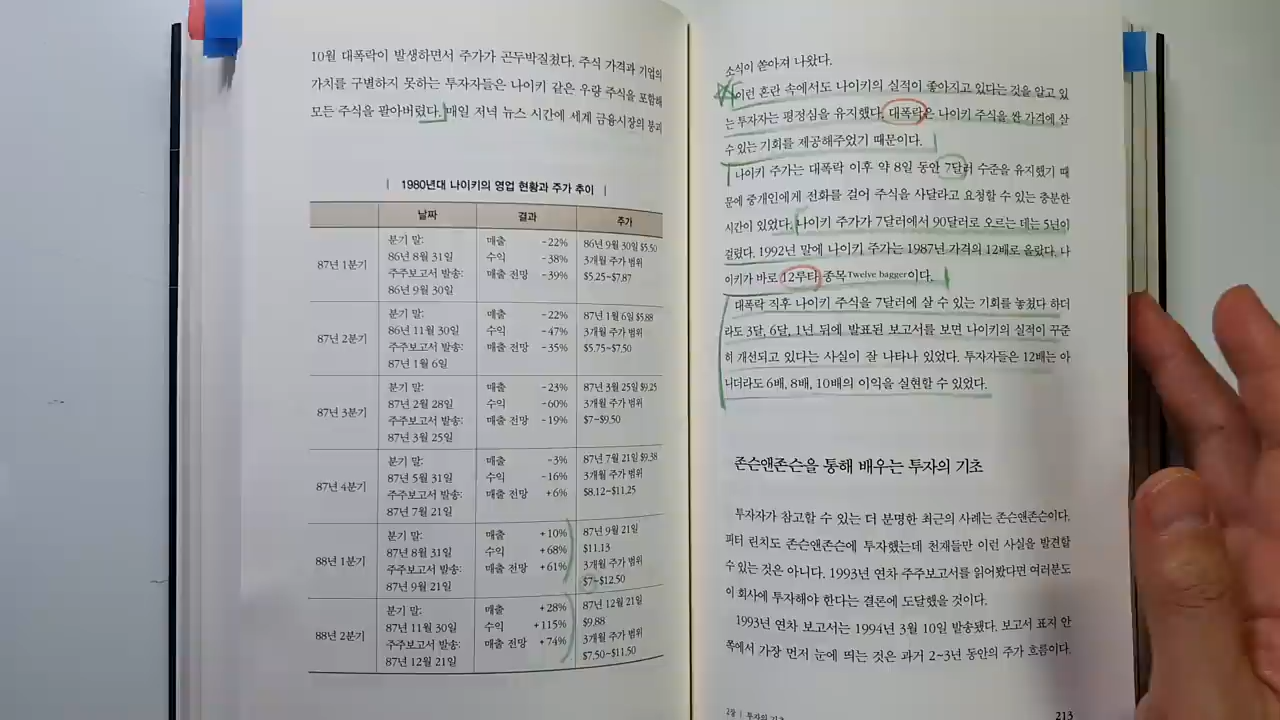 10월 대폭락이 발생하면서 주가가 곤두박질쳤다. 주식 가격과 기업의
가치를 구별하지 못하는 투자자들은 나이키 같은 우량 주식을 포함해
모든 주식을 팔아버렸다. 매일 저녁 뉴스 시간에 세계 금융시장의 붕괴
1980년대 나이키의 영업 현황과 주가 추이
날짜 결과 주가
87년 1분기
분기 말:
86년 8월 31일
주주보고서 발송:
86년 9월 30일
매출 -22%
수익 -38%
매출 전망 -39%
86년 9월 30일 $5.50
3개월 주가 범위
$5.25~$7.87
87년 2분기
분기 말:
86년 11월 30일
주주보고서 발송:
87년 1월 6일
매출 -22%
수익 -47%
매출 전망 -35%
87년 1월 6일 $5.88
3개월 주가 범위
$5.75~$7.50
87년 3분기
분기 말:
87년 2월 28일
주주보고서 발송:
87년 3월 25일
매출 -23%
수익 -60%
매출 전망 -19%
87년 3월 25일 $9.25
3개월 주가 범위
$7~$9.50
87년 4분기
분기 말:
87년 5월 31일
주주보고서 발송:
87년 7월 21일
매출 -3%
수익 -16%
매출 전망 +6%
87년 7월 21일 $9.38
3개월 주가 범위
$8.12~$11.25
88년 1분기
분기 말:
87년 8월 31일
주주보고서 발송:
87년 9월 21일
매출 +10%
수익 +68%
매출 전망 +61%
87년 9월 21일
$11.13
3개월 주가 범위
$7~$12.50
88년 2분기
분기 말:
87년 11월 30일
주주보고서 발송:
87년 12월 21일
매출 +28%
수익 +115%
매출 전망 +74%
87년 12월 21일
$9.88
3개월 주가 범위
$7.50~$11.50
소식이 쏟아져 나왔다.
이런 혼란 속에서도 나이키의 실적이 좋아지고 있다는 것을 알고 있
는 투자자는 평정심을 유지했다. 대폭락은 나이키 주식을 싼 가격에 살
수 있는 기회를 제공해주었기 때문이다.
나이키 주가는 대폭락 이후 약 8일 동안 7달러 수준을 유지했기 때
문에 중개인에게 전화를 걸어 주식을 사달라고 요청할 수 있는 충분한
시간이 있었다. 나이키 주가가 7달러에서 90달러로 오르는 데는 5년이
걸렸다. 1992년 말에 나이키 주가는 1987년 가격의 12배로 올랐다. 나
이키가 바로 12루타 종목Twelve bagger이다.
대폭락 직후 나이키 주식을 7달러에 살 수 있는 기회를 놓쳤다 하더
라도 3달, 6달, 1년 뒤에 발표된 보고서를 보면 나이키의 실적이 꾸준
히 개선되고 있다는 사실이 잘 나타나 있었다. 투자자들은 12배는 아
니더라도 6배, 8배, 10배의 이익을 실현할 수 있었다.
존슨앤존슨을 통해 배우는 투자의 기초
투자자가 참고할 수 있는 더 분명한 최근의 사례는 존슨앤존슨이다.
피터 린치도 존슨앤존슨에 투자했는데 천재들만 이런 사실을 발견할
수 있는 것은 아니다. 1993년 연차 주주보고서를 읽어봤다면 여러분도
이 회사에 투자해야 한다는 결론에 도달했을 것이다.
1993년 연차 보고서는 1994년 3월 10일 발송됐다. 보고서 표지 안
쪽에서 가장 먼저 눈에 띄는 것은 과거 2~3년 동안의 주가 흐름이다.
2장 | 투자의 기초 213